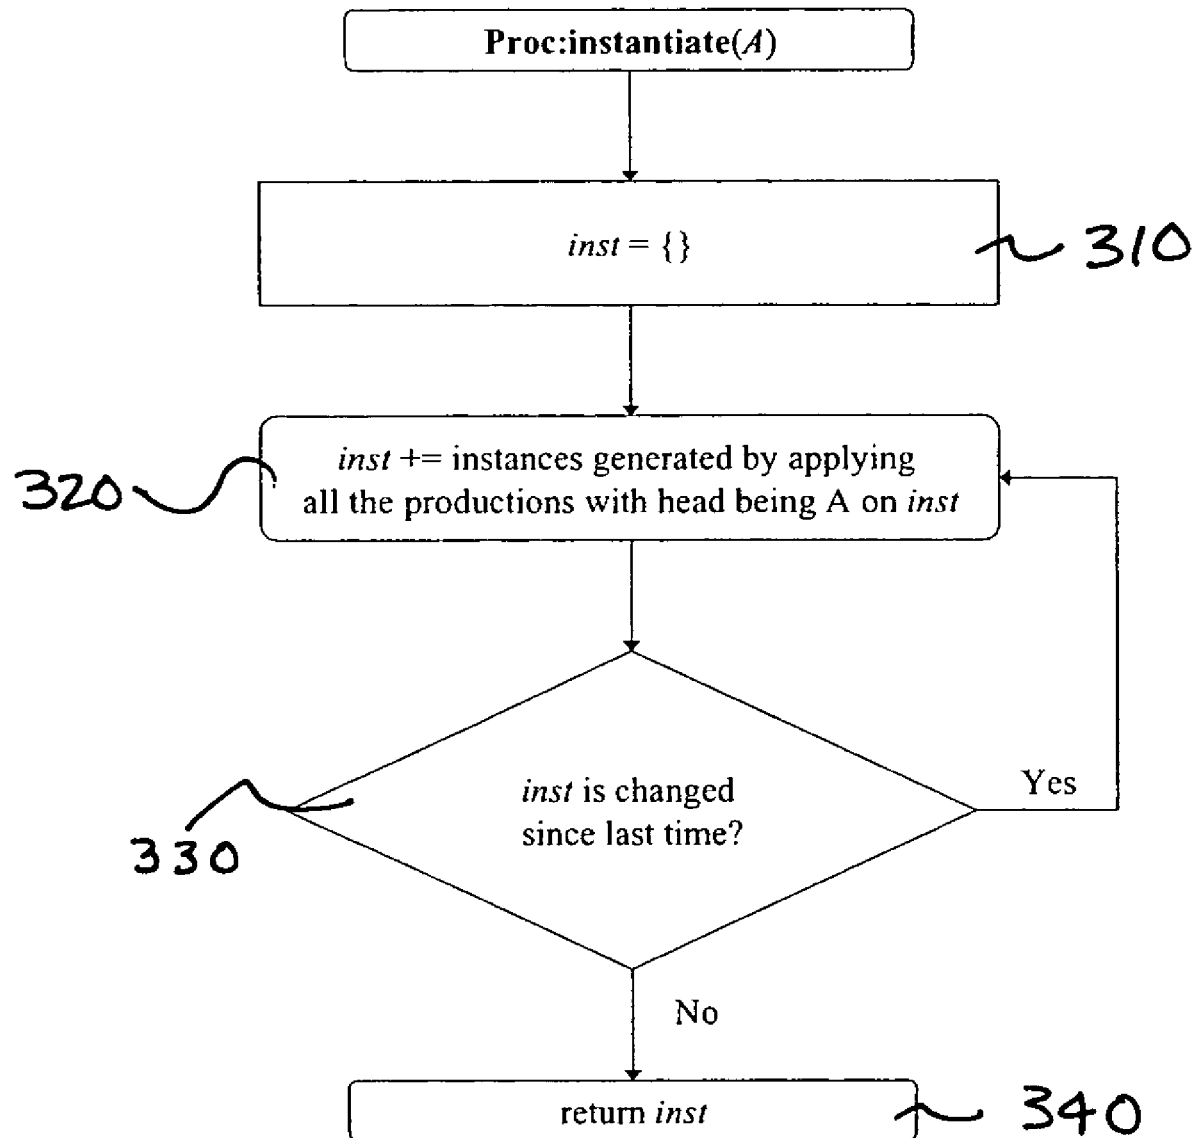 Proc:instantiate(A)
inst = {}
310
320
inst += instances generated by applying
all the productions with head being A on inst
inst is changed
since last time?
Yes
330
No
return inst
340